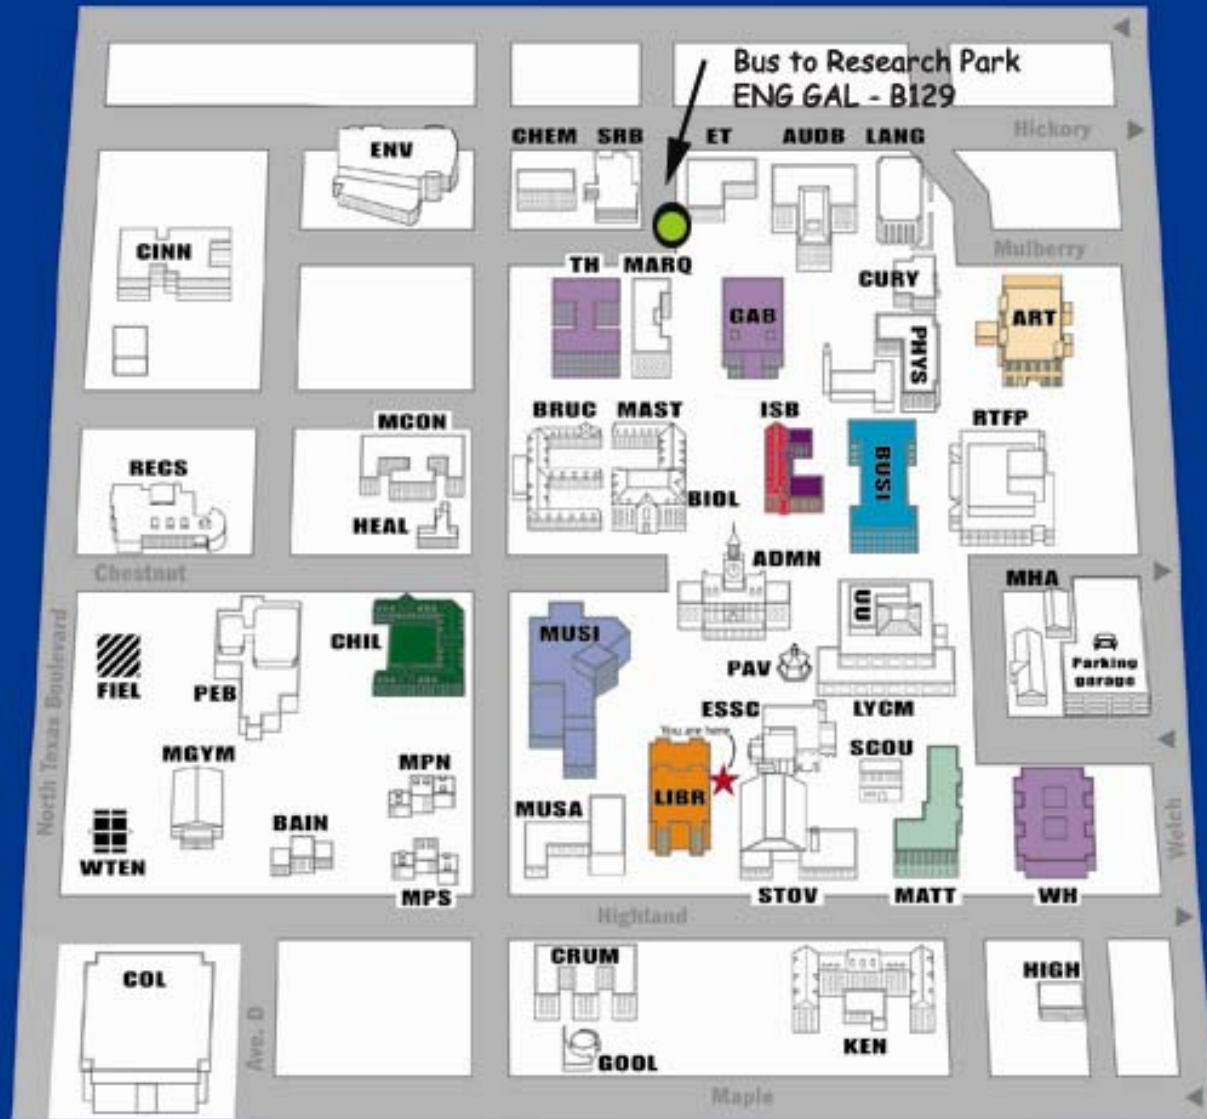 Bus to Research Park
ENG GAL - B129
Hickory
CHEM SRB ET AUDB LANG
ENV
Mulberry
CINN
TH MARQ
CURY
GAB
ART
PHYS
BRUC MAST
ISB
RTFP
MCON
RECS
BUSI
BIOL
HEAL
ADMN
Chestnut
MHA
UU
MUSI
CHIL
PAV
Parking
garage
FIEL
PEB
ESSC
LYCM
You are here
SCOU
MGYM
MPN
North Texas Boulevard
LIBR
MUSA
BAIN
Welch
WTEN
MPS
STOV
MATT
WH
Highland
CRUM
COL
HIGH
Ave. D
KEN
GOOL
Maple